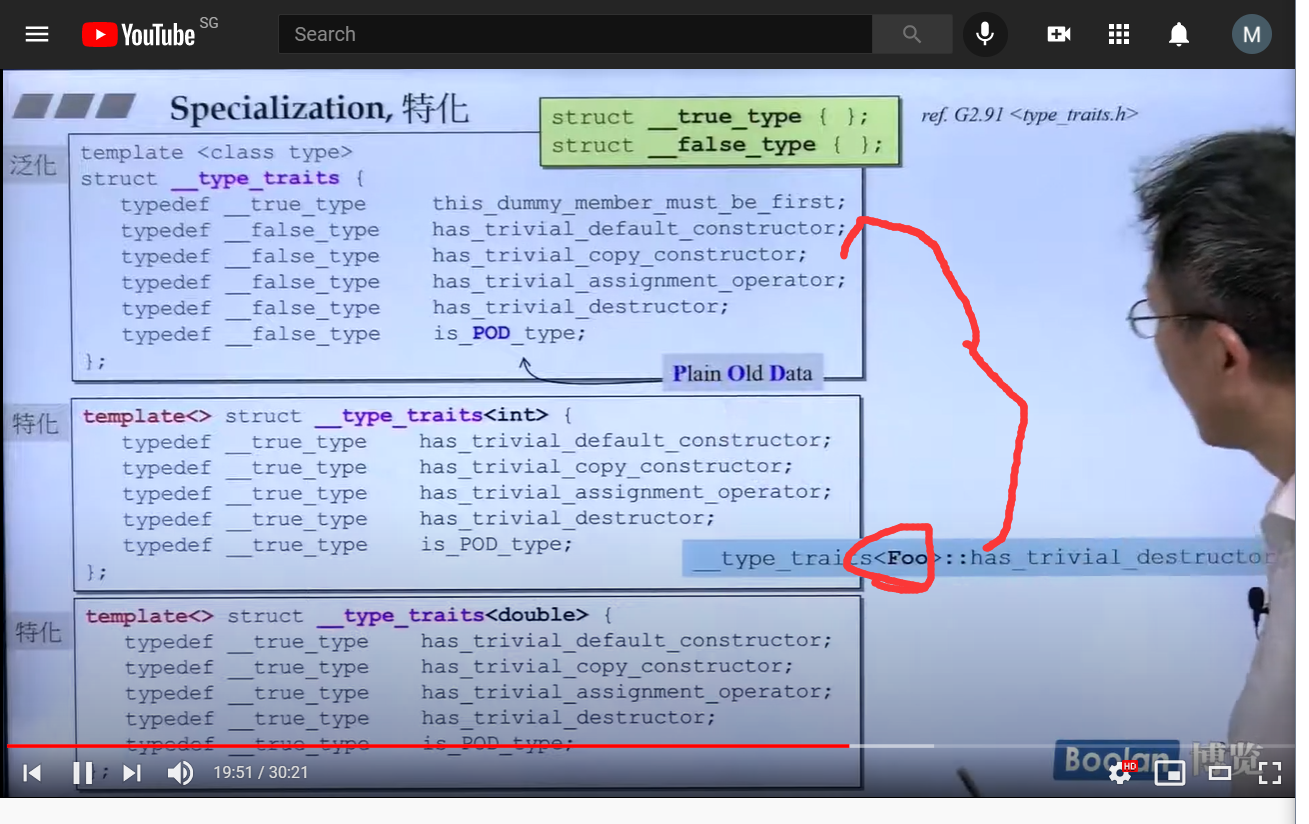 YouTube SG
Search
M
Specialization, 特化
struct __true_type { };
struct __false_type { };
ref. G2.91 <type_traits.h>
泛化
template <class type>
struct __type_traits {
typedef __true_type this_dummy_member_must_be_first;
typedef __false_type has_trivial_default_constructor;
typedef __false_type has_trivial_copy_constructor;
typedef __false_type has_trivial_assignment_operator;
typedef __false_type has_trivial_destructor;
typedef __false_type is_POD_type;
};
Plain Old Data
特化
template<> struct __type_traits<int> {
typedef __true_type has_trivial_default_constructor;
typedef __true_type has_trivial_copy_constructor;
typedef __true_type has_trivial_assignment_operator;
typedef __true_type has_trivial_destructor;
typedef __true_type is_POD_type;
};
__type_traits<Foo>::has_trivial_destructor
特化
template<> struct __type_traits<double> {
typedef __true_type has_trivial_default_constructor;
typedef __true_type has_trivial_copy_constructor;
typedef __true_type has_trivial_assignment_operator;
typedef __true_type has_trivial_destructor;
typedef __true_type is_POD_type;
};
19:51 / 30:21
HD
Boolan 博览